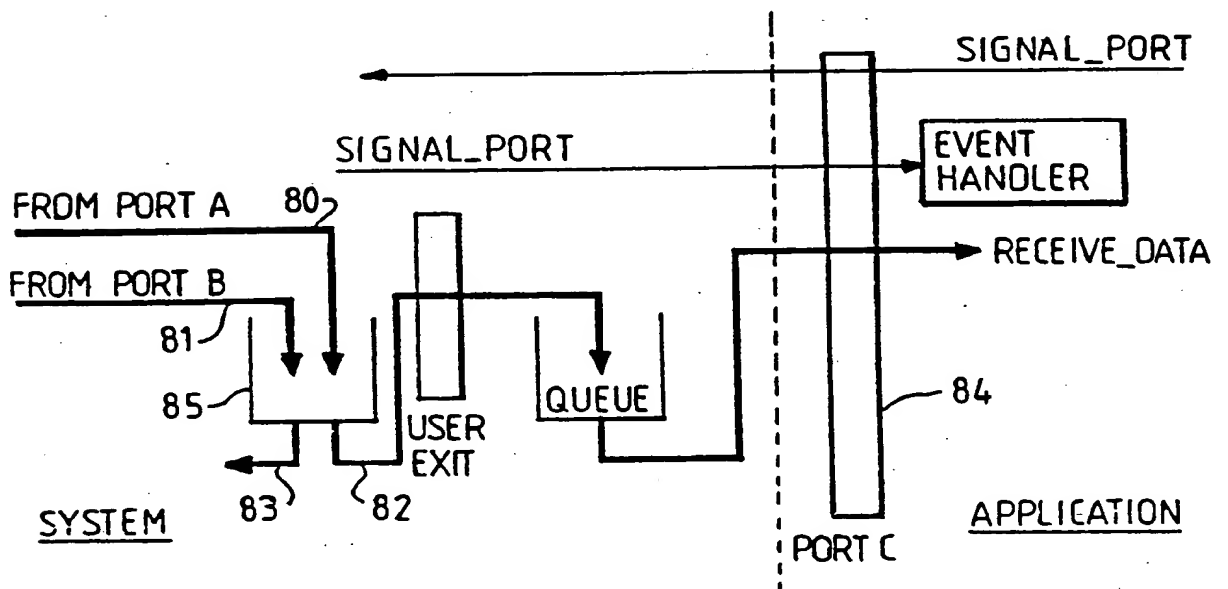 SIGNAL_PORT
SIGNAL_PORT
EVENT
HANDLER
FROM PORT A
80
RECEIVE_DATA
FROM PORT B
81
85
QUEUE
84
USER
EXIT
83
82
SYSTEM
APPLICATION
PORT C